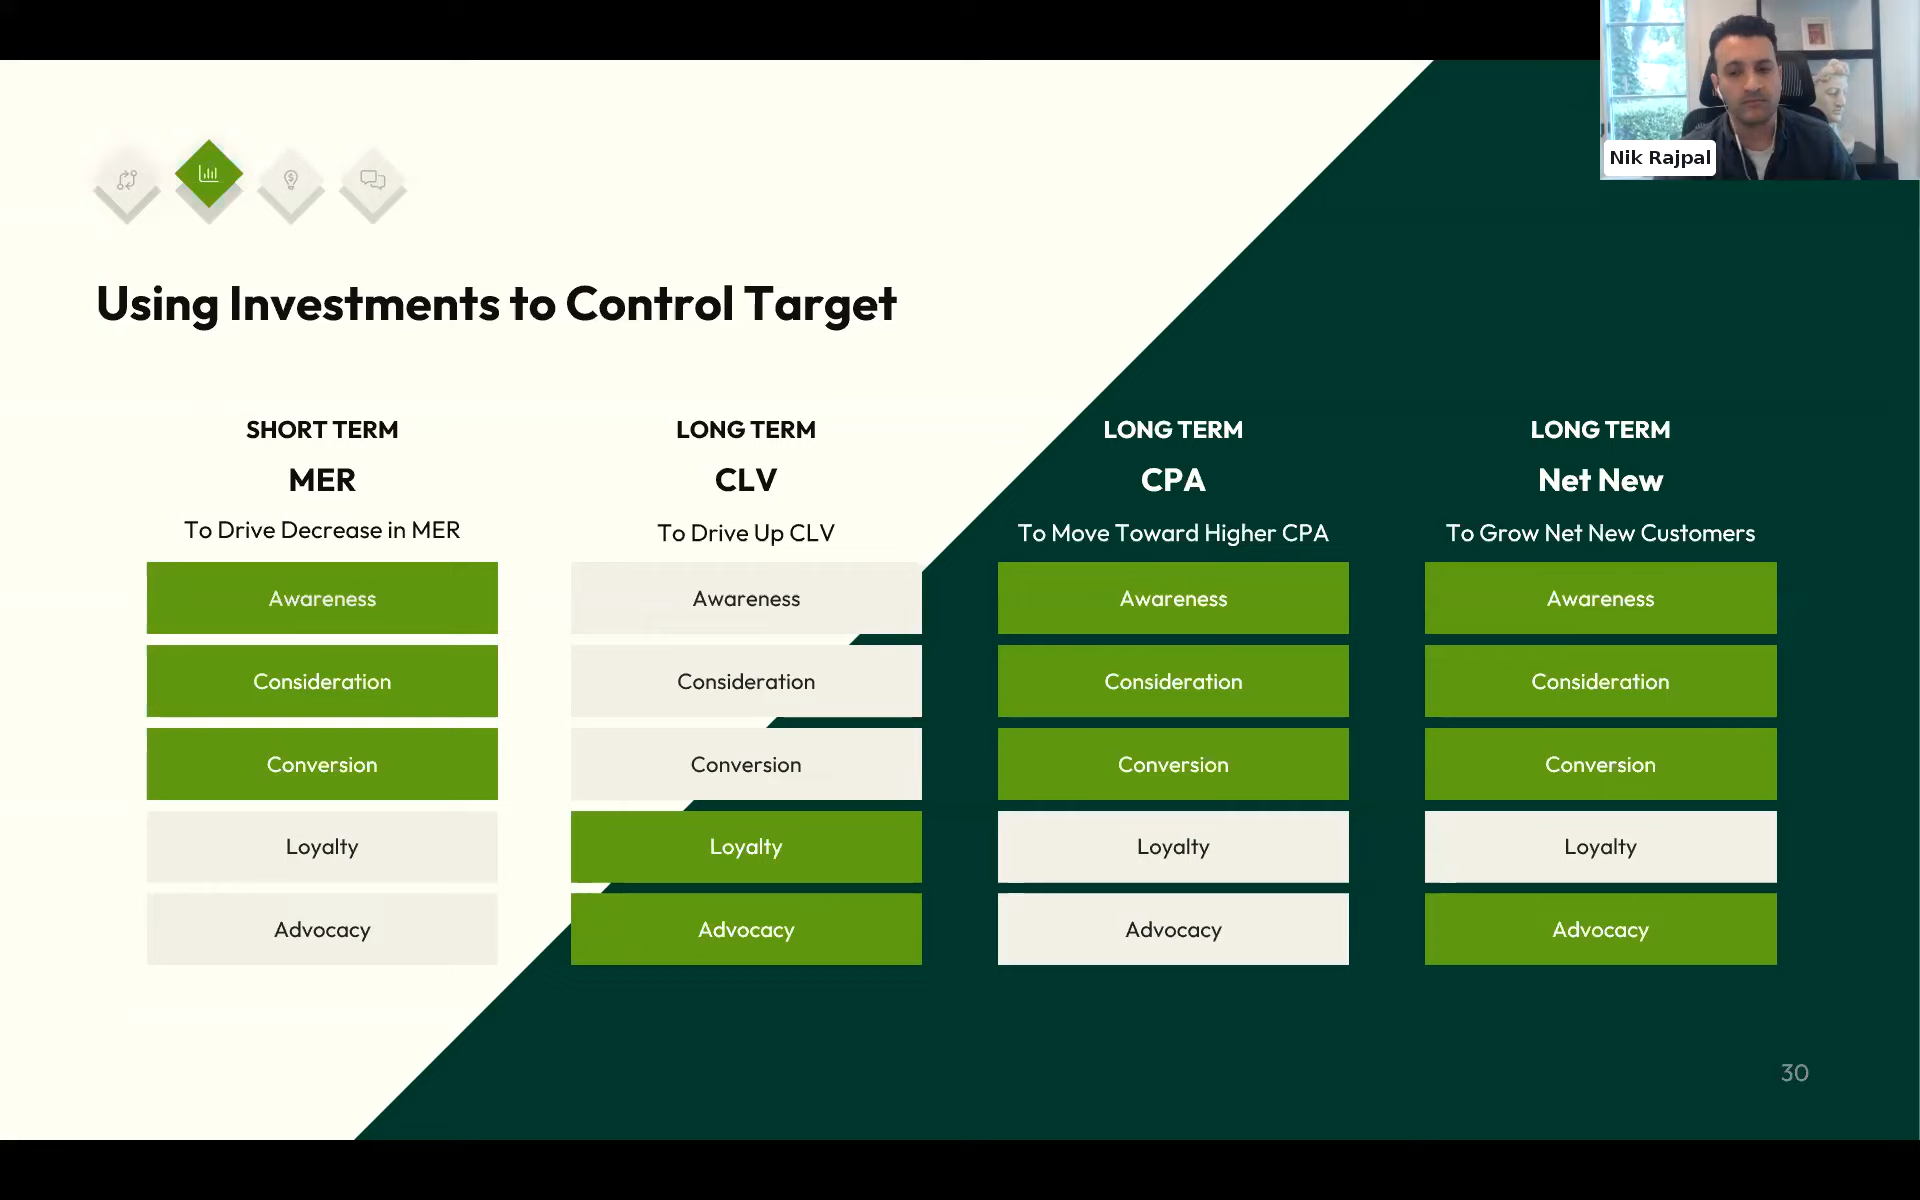 Nik Rajpal
Using Investments to Control Target
SHORT TERM
MER
To Drive Decrease in MER
Awareness
Consideration
Conversion
Loyalty
Advocacy
LONG TERM
CLV
To Drive Up CLV
Awareness
Consideration
Conversion
Loyalty
Advocacy
LONG TERM
CPA
To Move Toward Higher CPA
Awareness
Consideration
Conversion
Loyalty
Advocacy
LONG TERM
Net New
To Grow Net New Customers
Awareness
Consideration
Conversion
Loyalty
Advocacy
30